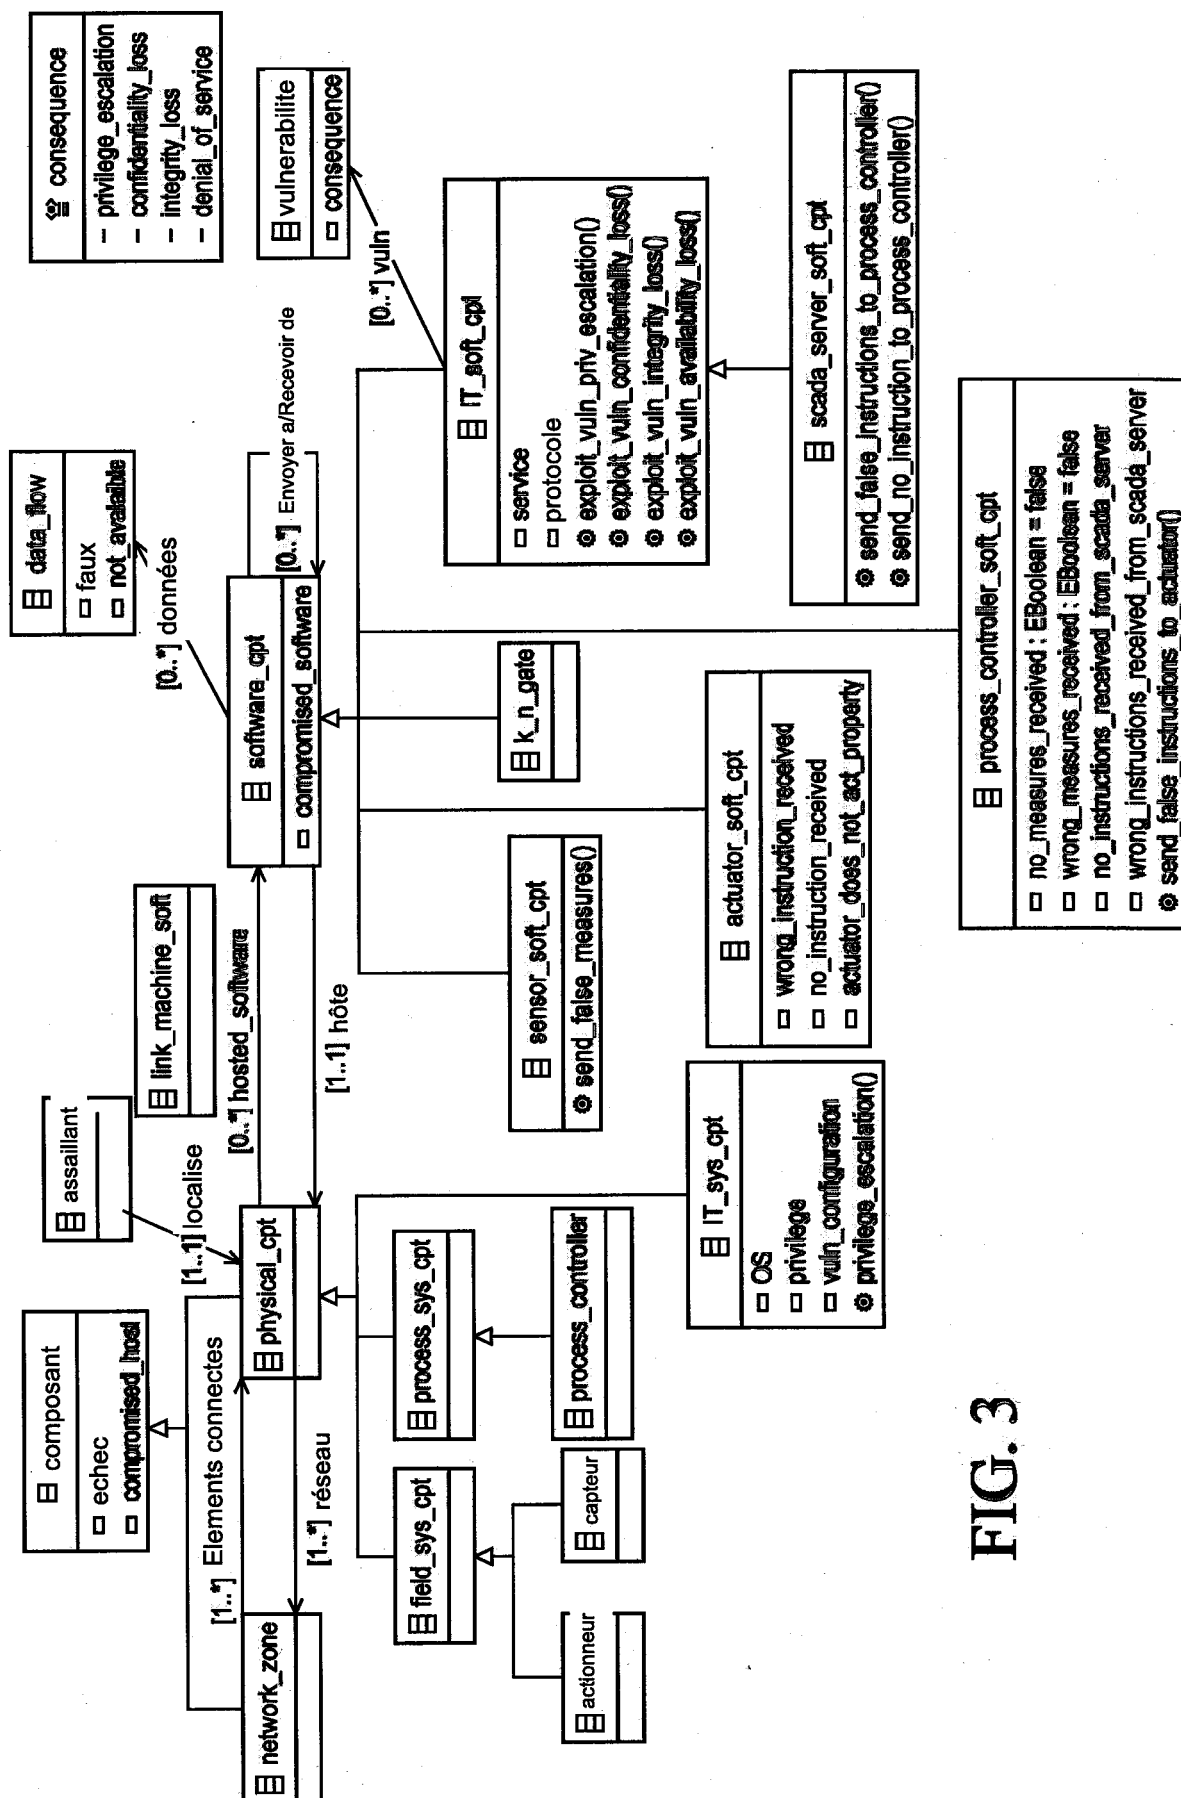 composant
echec
compromised_host
assaillant
link_machine_soft
data_flow
faux
not_avalaible
consequence
privilege_escalation
confidentiality_loss
integrity_loss
denial_of_service
[1..1] localise
[0..*] données
vulnerabilite
consequence
[1..*] Elements connectes
network_zone
physical_cpt
[0..*] hosted_software
software_cpt
compromised_software
[0..*] Envoyer a/Recevoir de
[1..*] réseau
[1..1] hôte
[0..*] vuln
field_sys_cpt
process_sys_cpt
IT_soft_cpt
service
protocole
exploit_vuln_priv_escalation()
exploit_vuln_confidentiality_loss()
exploit_vuln_integrity_loss()
exploit_vuln_availability_loss()
actionneur
capteur
process_controller
sensor_soft_cpt
send_false_measures()
k_n_gate
IT_sys_cpt
OS
privilege
vuln_configuration
privilege_escalation()
actuator_soft_cpt
wrong_instruction_received
no_instruction_received
actuator_does_not_act_property
scada_server_soft_cpt
send_false_instructions_to_process_controller()
send_no_instruction_to_process_controller()
process_controller_soft_cpt
no_measures_received : EBoolean = false
wrong_measures_received : EBoolean = false
no_instructions_received_from_scada_server
wrong_instructions_received_from_scada_server
send_false_instructions_to_actuator()
FIG. 3